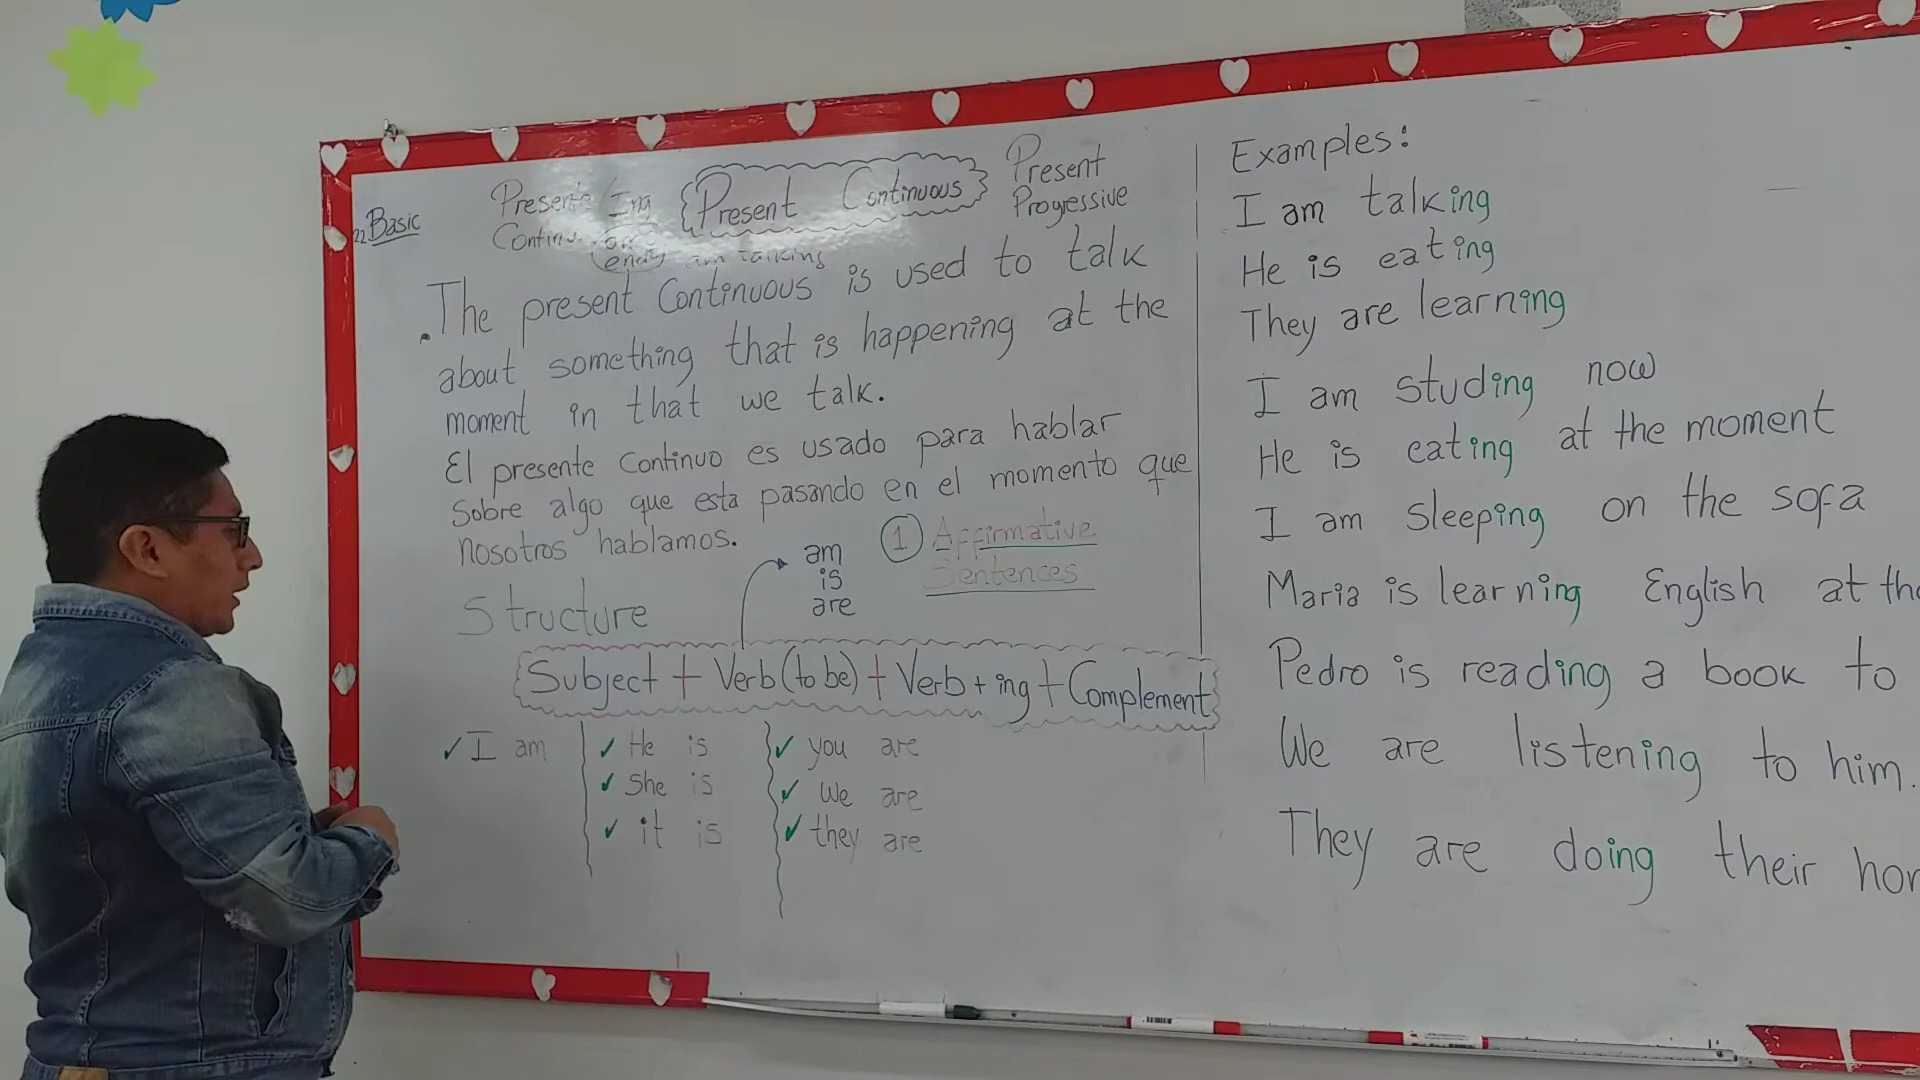 Basic
Present
Continu
Present Continuous
Present
Progressive
am talking
The present Continuous is used to talk
about something that is happening at the
moment in that we talk.
El presente Continuo es usado para hablar
Sobre algo que esta pasando en el momento que
nosotros hablamos.
1 Affirmative
Sentences
am
is
are
Structure
Subject + Verb (to be) + Verb + ing + Complement
✓ I am
✓ He is
✓ She is
✓ it is
✓ you are
✓ We are
✓ they are
Examples:
I am talking
He is eating
They are learning
I am studing now
He is eating at the moment
I am Sleeping on the sofa
Maria is learning English at the
Pedro is reading a book to
We are listening to him.
They are doing their